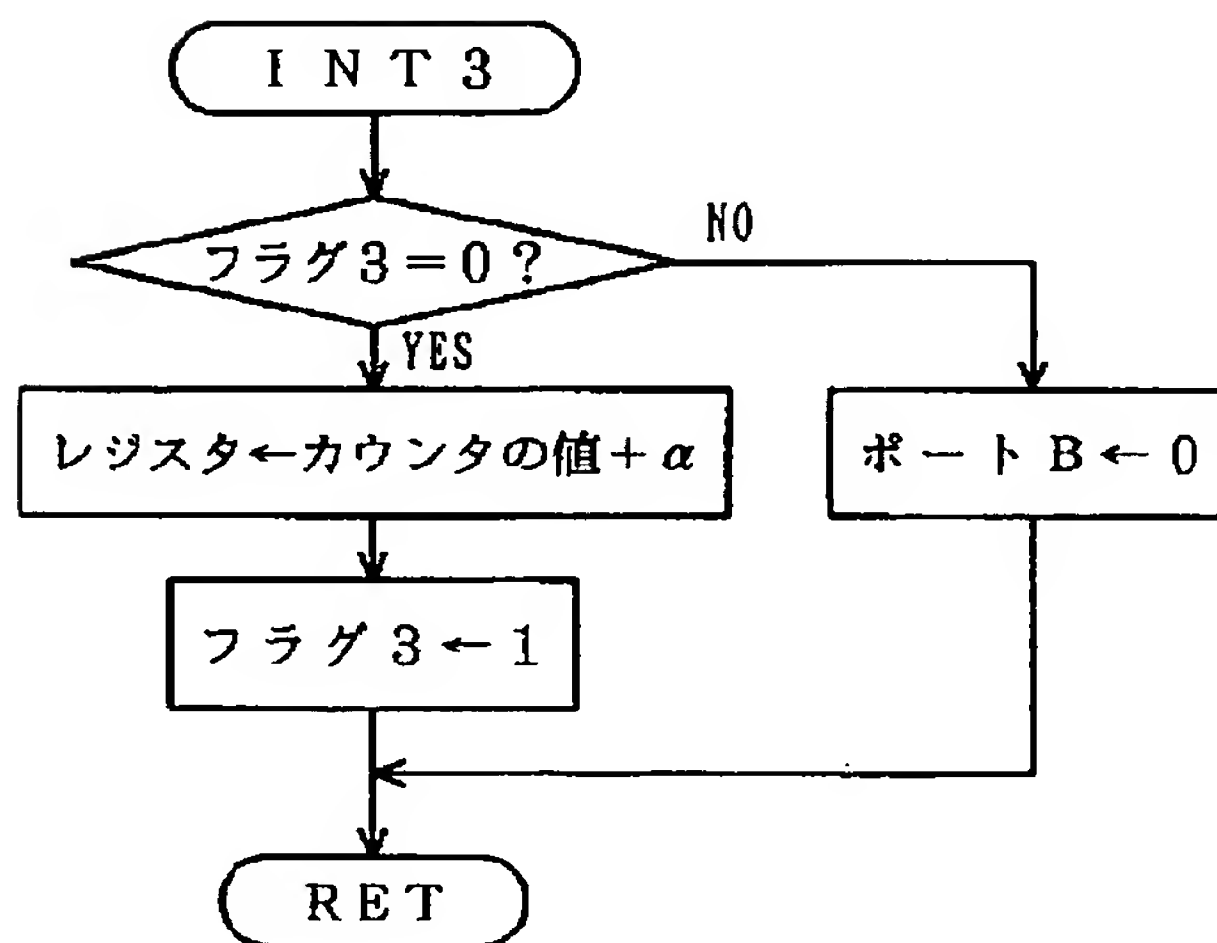 INT3
フラグ3=0?
NO
YES
レジスタ←カウンタの値+α
ポートB←0
フラグ3←1
RET